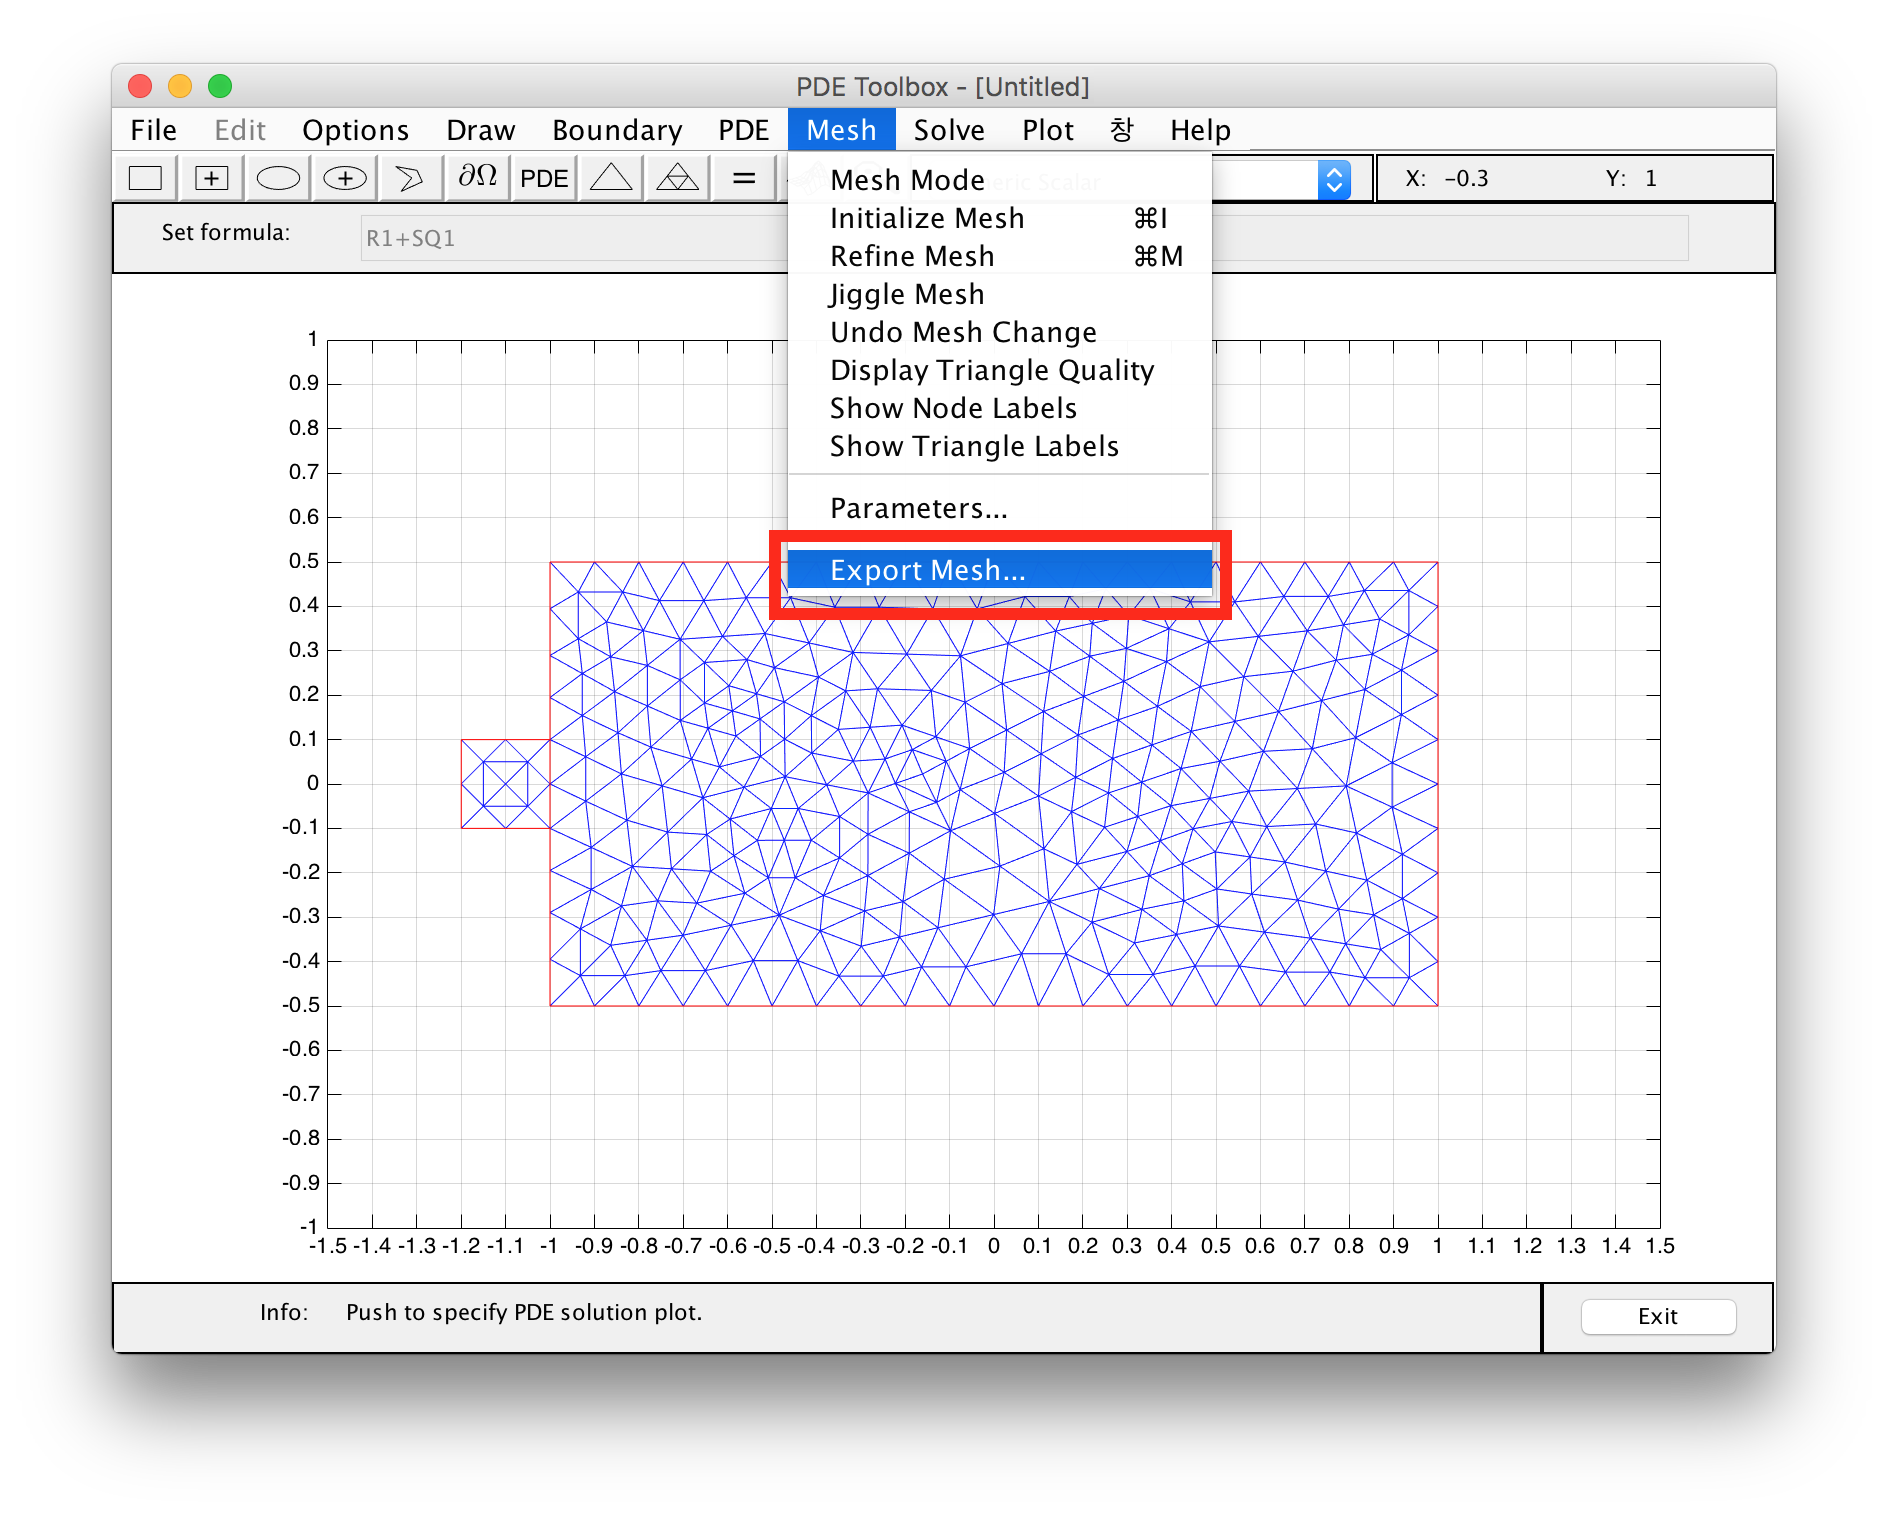 PDE Toolbox - [Untitled]
File Edit Options Draw Boundary PDE Mesh Solve Plot 창 Help
∂Ω PDE = X: -0.3 Y: 1
Set formula: R1+SQ1
Mesh Mode
Initialize Mesh ⌘I
Refine Mesh ⌘M
Jiggle Mesh
Undo Mesh Change
Display Triangle Quality
Show Node Labels
Show Triangle Labels
Parameters...
Export Mesh...
1
0.9
0.8
0.7
0.6
0.5
0.4
0.3
0.2
0.1
0
-0.1
-0.2
-0.3
-0.4
-0.5
-0.6
-0.7
-0.8
-0.9
-1
-1.5 -1.4 -1.3 -1.2 -1.1 -1 -0.9 -0.8 -0.7 -0.6 -0.5 -0.4 -0.3 -0.2 -0.1 0 0.1 0.2 0.3 0.4 0.5 0.6 0.7 0.8 0.9 1 1.1 1.2 1.3 1.4 1.5
Info: Push to specify PDE solution plot.
Exit